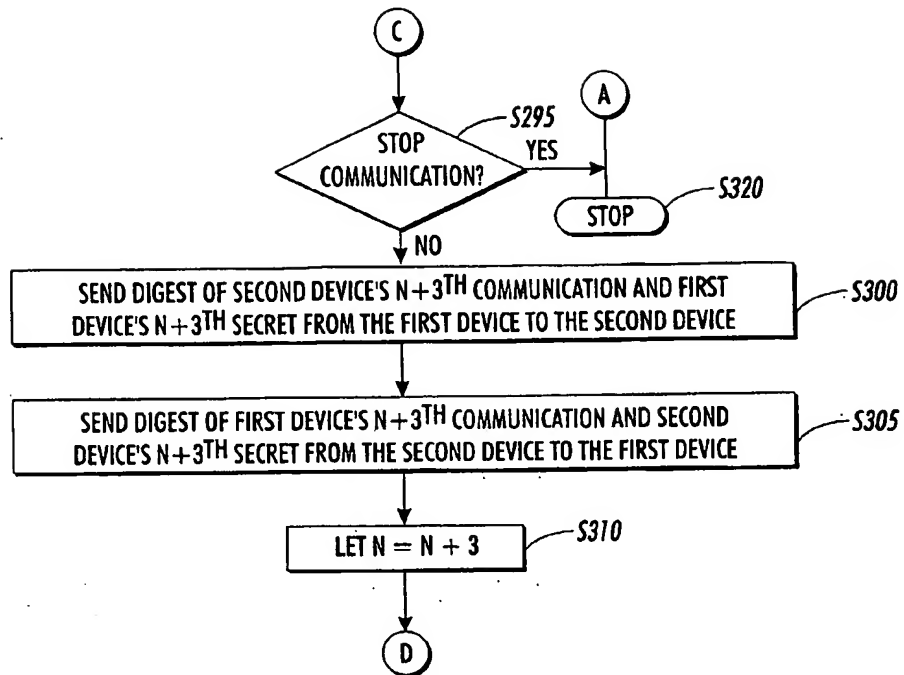 C
A
S295
STOP
COMMUNICATION?
YES
STOP
S320
NO
SEND DIGEST OF SECOND DEVICE'S N+3TH COMMUNICATION AND FIRST
DEVICE'S N+3TH SECRET FROM THE FIRST DEVICE TO THE SECOND DEVICE
S300
SEND DIGEST OF FIRST DEVICE'S N+3TH COMMUNICATION AND SECOND
DEVICE'S N+3TH SECRET FROM THE SECOND DEVICE TO THE FIRST DEVICE
S305
LET N = N + 3
S310
D